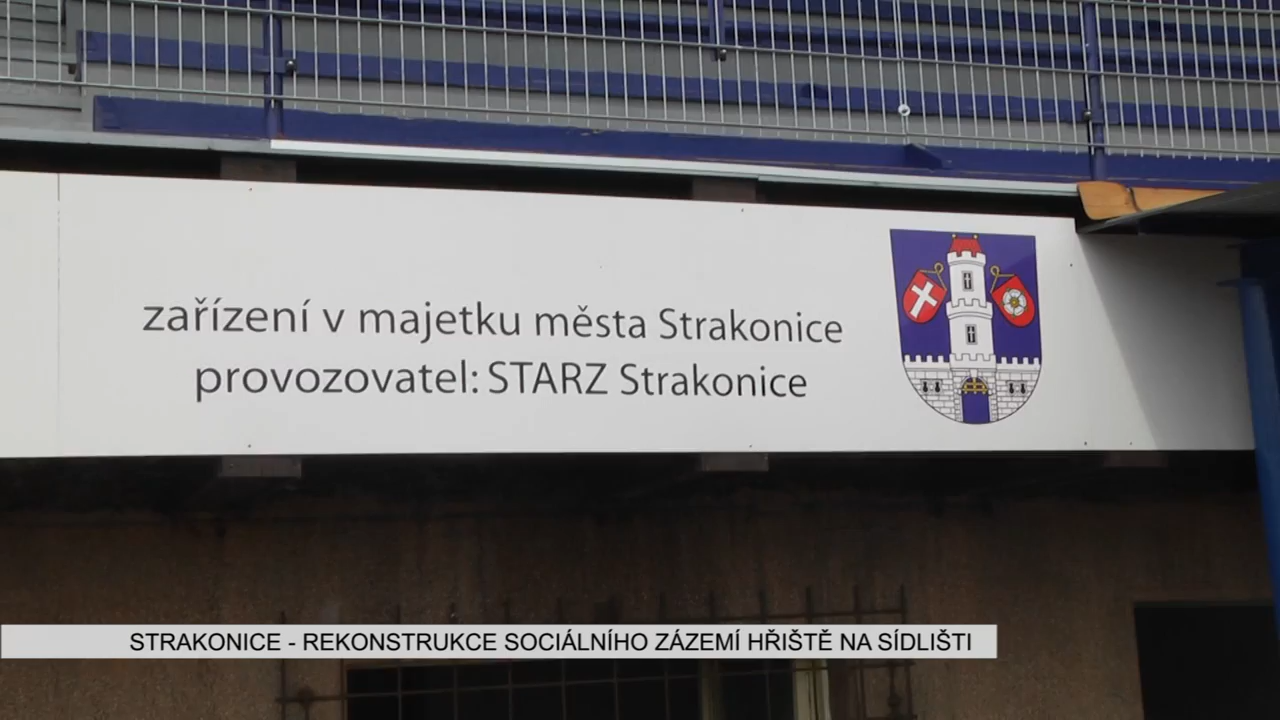 zařízení v majetku města Strakonice
provozovatel: STARZ Strakonice
STRAKONICE - REKONSTRUKCE SOCIÁLNÍHO ZÁZEMÍ HŘIŠTĚ NA SÍDLIŠTI